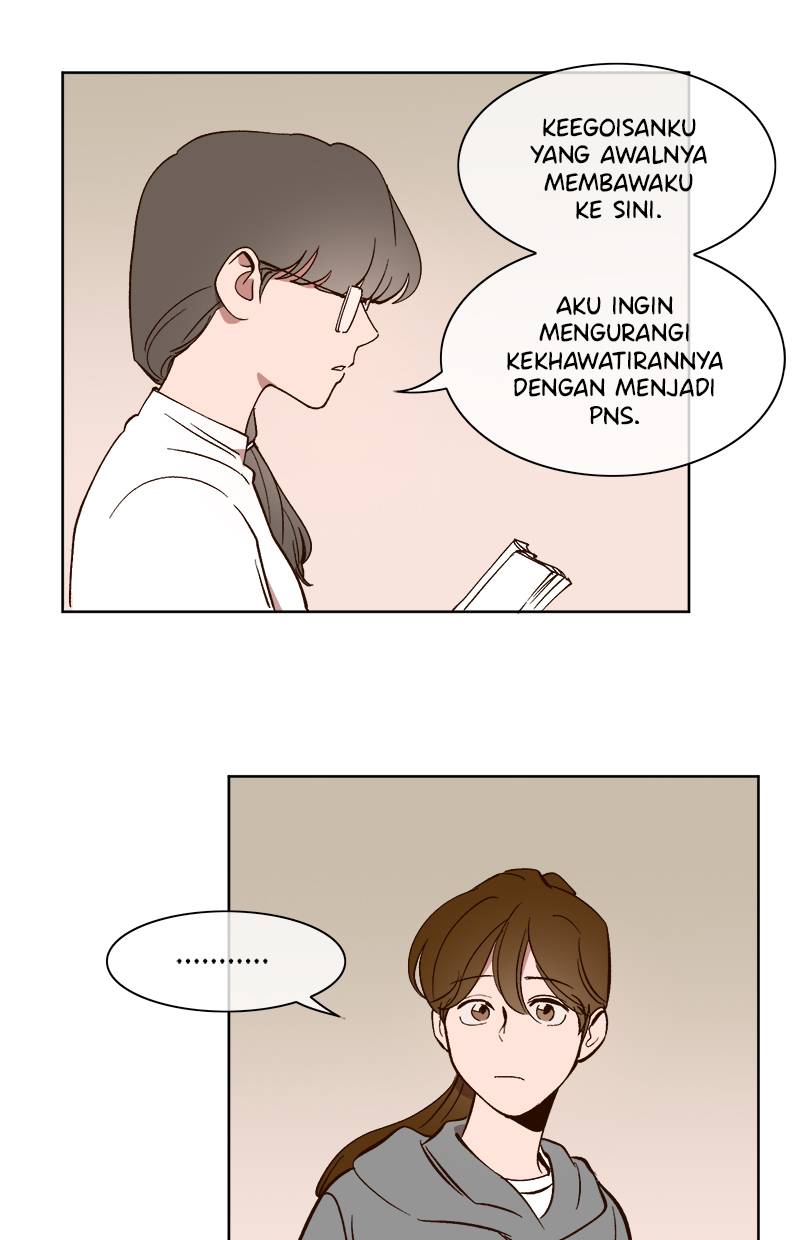 KEEGOISANKU
YANG AWALNYA
MEMBAWAKU
KE SINI.
AKU INGIN
MENGURANGI
KEKHAWATIRANNYA
DENGAN MENJADI
PNS.
...........